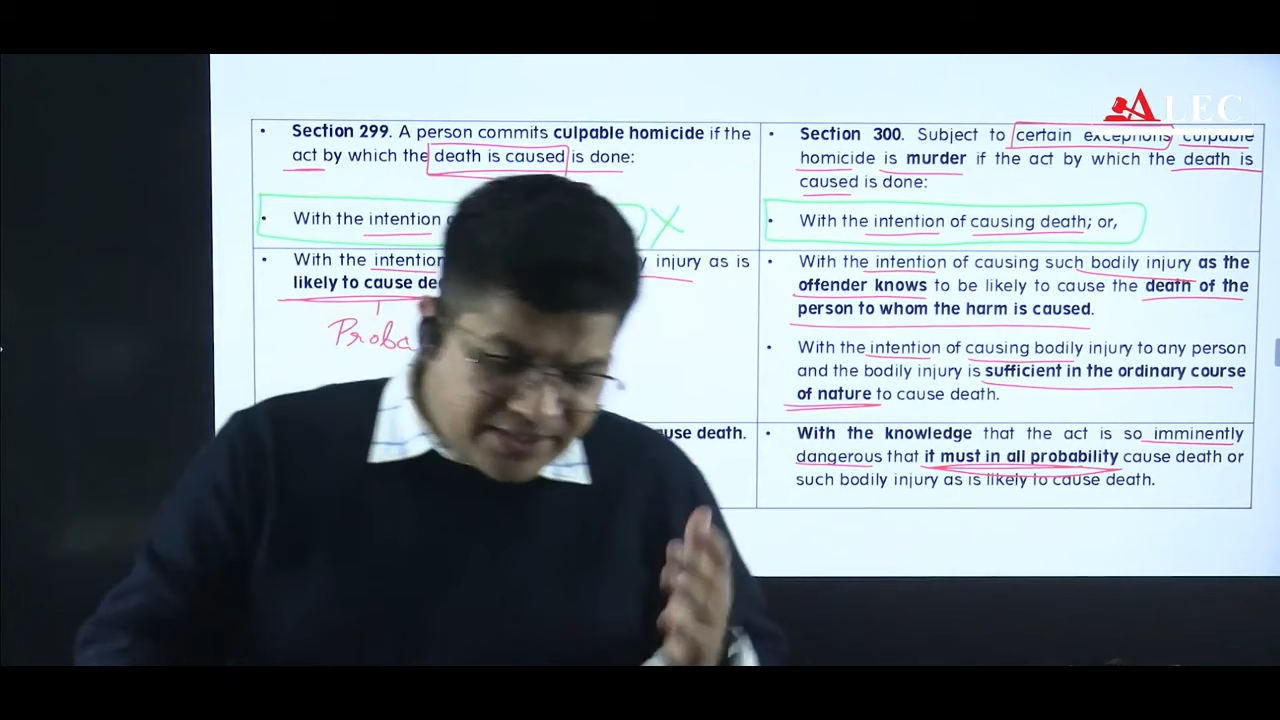 ALEC
Section 299. A person commits culpable homicide if the
act by which the death is caused is done:
With the intention
X
With the intention
injury as is
likely to cause
Proba
use death.
Section 300. Subject to certain exceptions culpable
homicide is murder if the act by which the death is
caused is done:
With the intention of causing death; or,
With the intention of causing such bodily injury as the
offender knows to be likely to cause the death of the
person to whom the harm is caused.
With the intention of causing bodily injury to any person
and the bodily injury is sufficient in the ordinary course
of nature to cause death.
With the knowledge that the act is so imminently
dangerous that it must in all probability cause death or
such bodily injury as is likely to cause death.